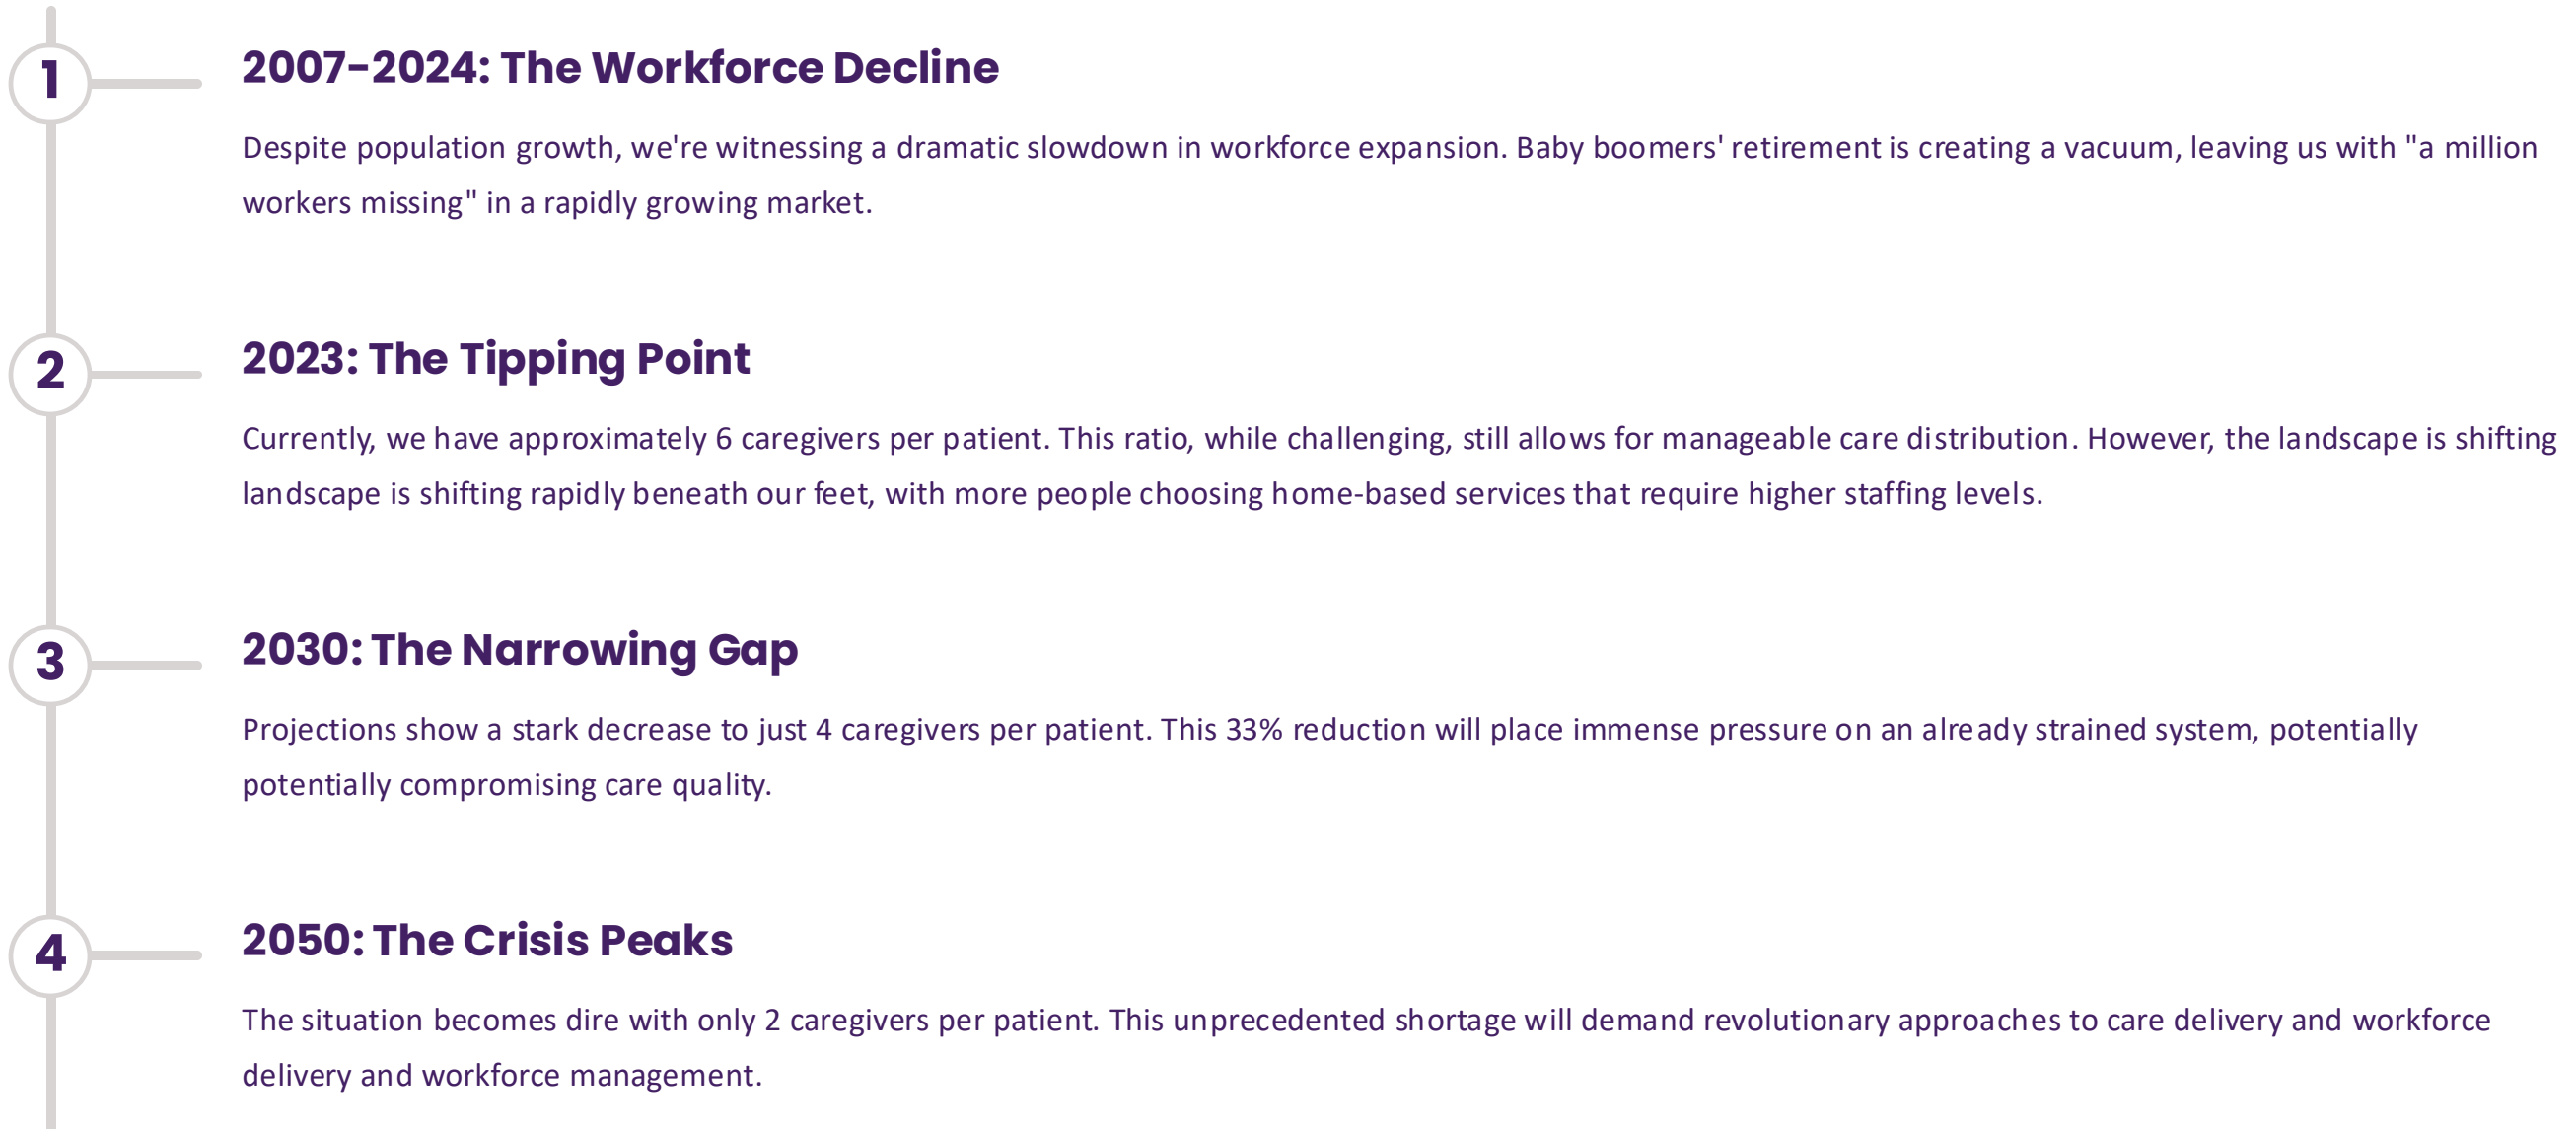 1
2007-2024: The Workforce Decline
Despite population growth, we're witnessing a dramatic slowdown in workforce expansion. Baby boomers' retirement is creating a vacuum, leaving us with "a million
workers missing" in a rapidly growing market.
2
2023: The Tipping Point
Currently, we have approximately 6 caregivers per patient. This ratio, while challenging, still allows for manageable care distribution. However, the landscape is shifting
landscape is shifting rapidly beneath our feet, with more people choosing home-based services that require higher staffing levels.
3
2030: The Narrowing Gap
Projections show a stark decrease to just 4 caregivers per patient. This 33% reduction will place immense pressure on an already strained system, potentially
potentially compromising care quality.
4
2050: The Crisis Peaks
The situation becomes dire with only 2 caregivers per patient. This unprecedented shortage will demand revolutionary approaches to care delivery and workforce
delivery and workforce management.